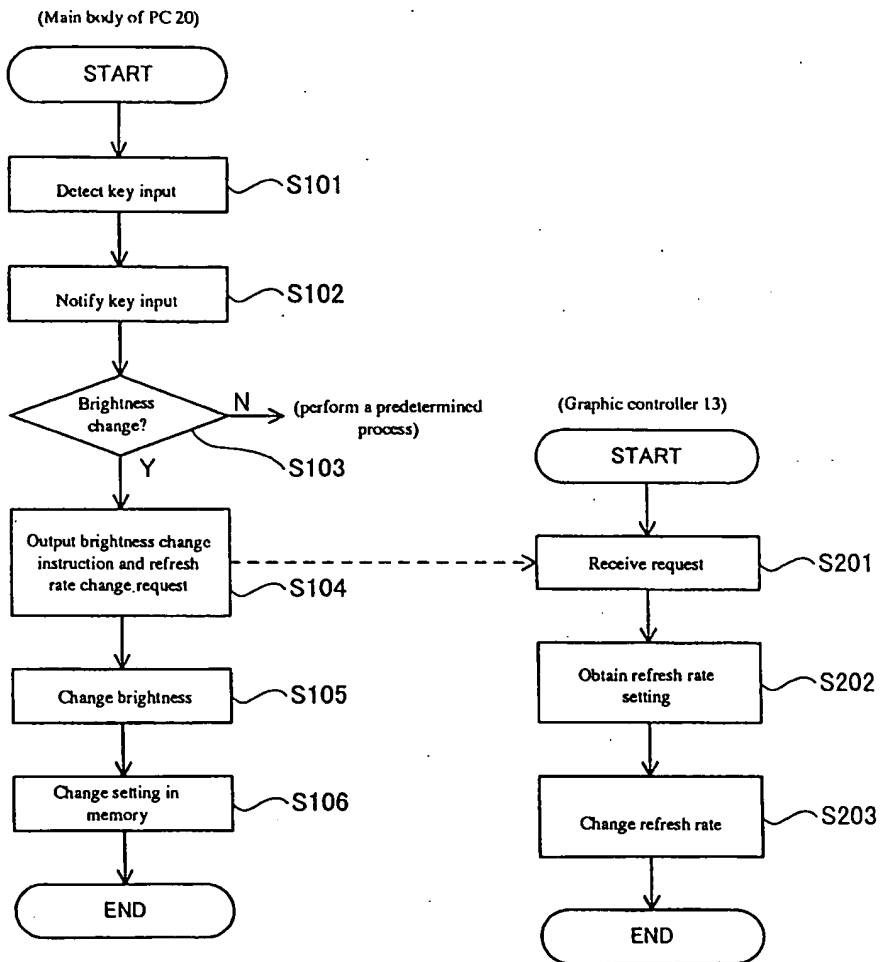 (Main body of PC 20)
START
Detect key input
S101
Notify key input
S102
Brightness
change?
N
(perform a predetermined
process)
S103
Y
Output brightness change
instruction and refresh
rate change request
S104
Change brightness
S105
Change setting in
memory
S106
END
(Graphic controller 13)
START
Receive request
S201
Obtain refresh rate
setting
S202
Change refresh rate
S203
END